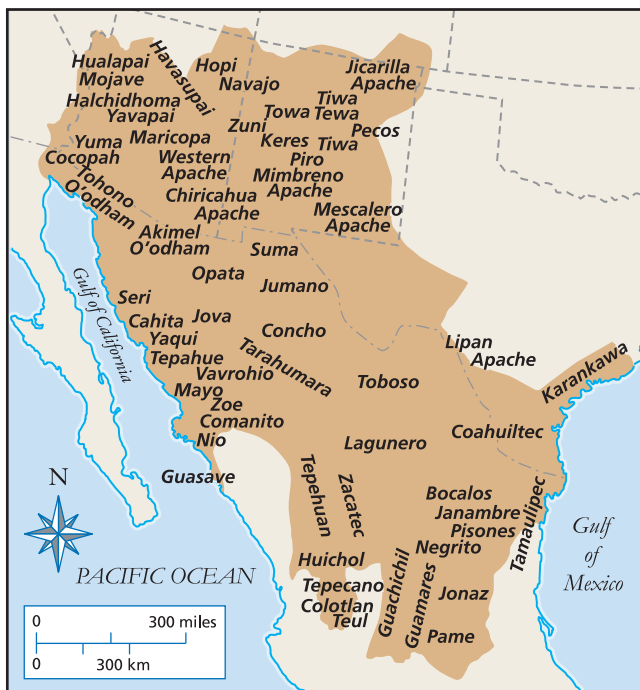 Hualapai
Mojave
Havasupai
Hopi
Navajo
Jicarilla
Apache
Halchidhoma
Yavapai
Tiwa
Tewa
Towa
Pecos
Zuni
Keres
Tiwa
Yuma
Maricopa
Cocopah
Western
Apache
Piro
Mimbreno
Apache
Tohono
O'odham
Chiricahua
Apache
Mescalero
Apache
Akimel
O'odham
Suma
Opata
Jumano
Gulf of California
Seri
Cahita
Jova
Concho
Yaqui
Tepahue
Lipan
Apache
Vavrohio
Tarahumara
Toboso
Karankawa
Mayo
Zoe
Comanito
Nio
Lagunero
Coahuiltec
Guasave
Tepehuan
Zacatec
Bocalos
Janambre
Pisones
Negrito
Tamaulipec
N
Gulf
of
Mexico
Huichol
PACIFIC OCEAN
Tepecano
Colotlan
Teul
Guachichil
Guamares
Jonaz
Pame
0 300 miles
0 300 km